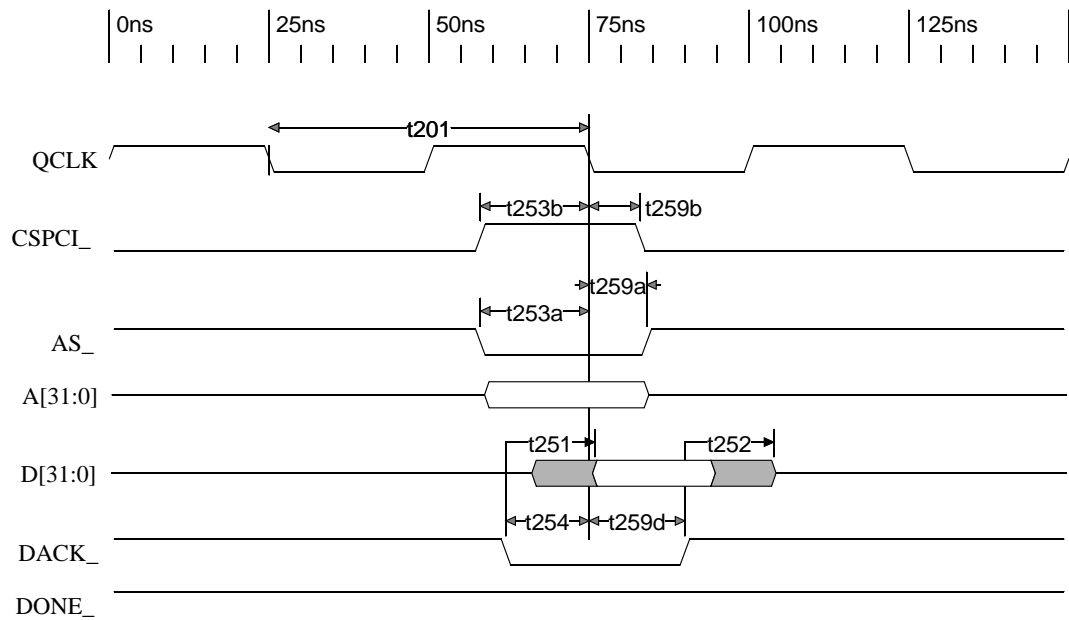 0ns 25ns 50ns 75ns 100ns 125ns
t201
QCLK
t253b t259b
CSPCI_
t259a
t253a
AS_
A[31:0]
t251 t252
D[31:0]
t254 t259d
DACK_
DONE_